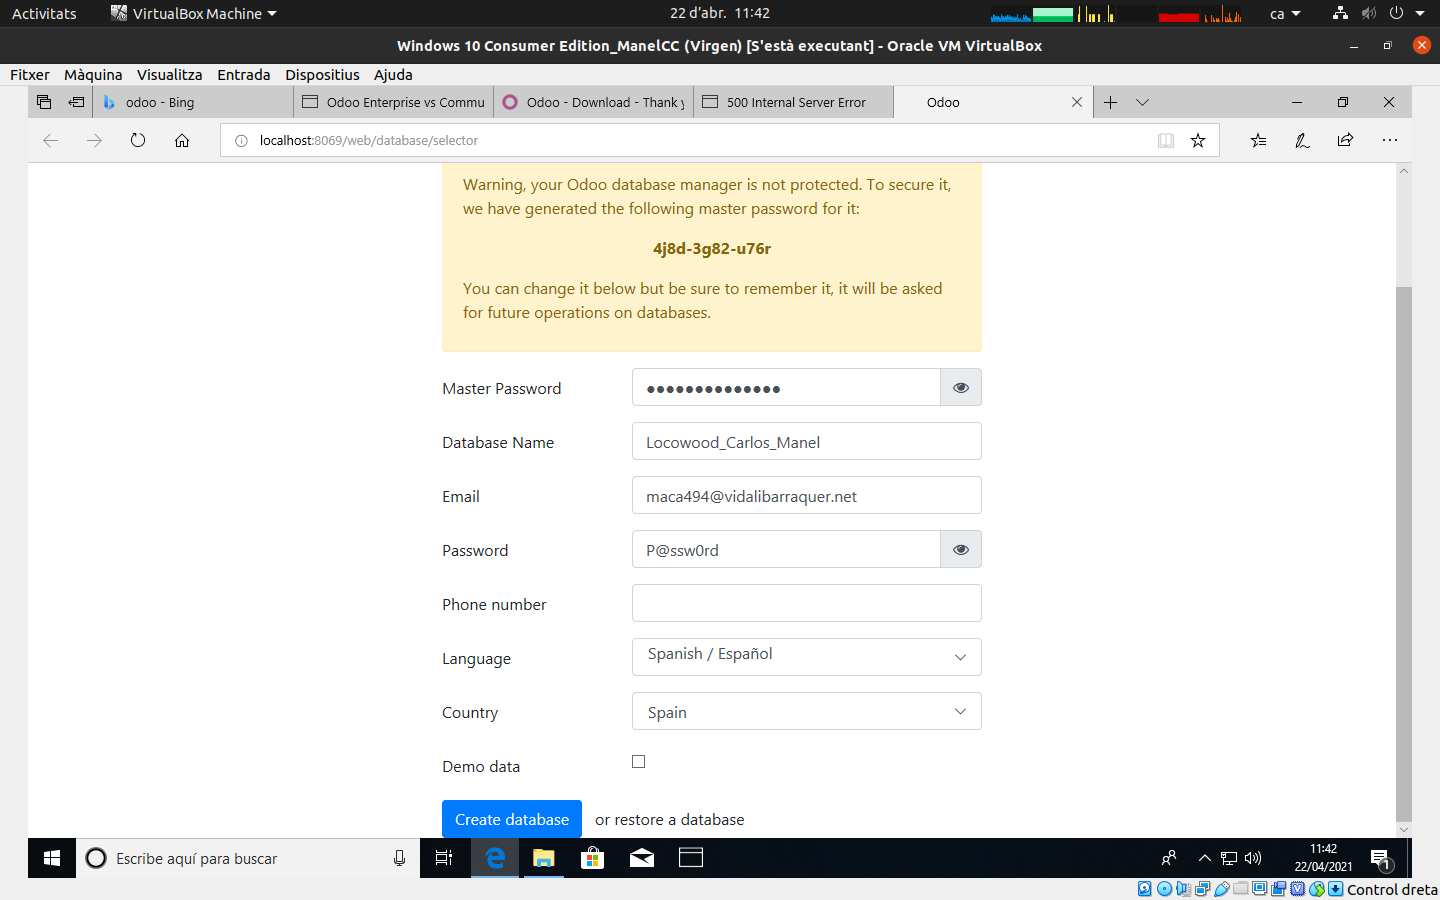 Activitats
VirtualBox Machine
22 d’abr.  11:42
ca
Windows 10 Consumer Edition_ManelCC (Virgen) [S'està executant] - Oracle VM VirtualBox
Fitxer Màquina Visualitza Entrada Dispositius Ajuda
odoo - Bing
Odoo Enterprise vs Commu
Odoo - Download - Thank y
500 Internal Server Error
Odoo
localhost:8069/web/database/selector
Warning, your Odoo database manager is not protected. To secure it,
we have generated the following master password for it:
4j8d-3g82-u76r
You can change it below but be sure to remember it, it will be asked
for future operations on databases.
Master Password ●●●●●●●●●●●●●●
Database Name Locowood_Carlos_Manel
Email maca494@vidalibarraquer.net
Password P@ssw0rd
Phone number
Language Spanish / Español
Country Spain
Demo data
Create database or restore a database
Escribe aquí para buscar
11:42
22/04/2021
1
Control dreta